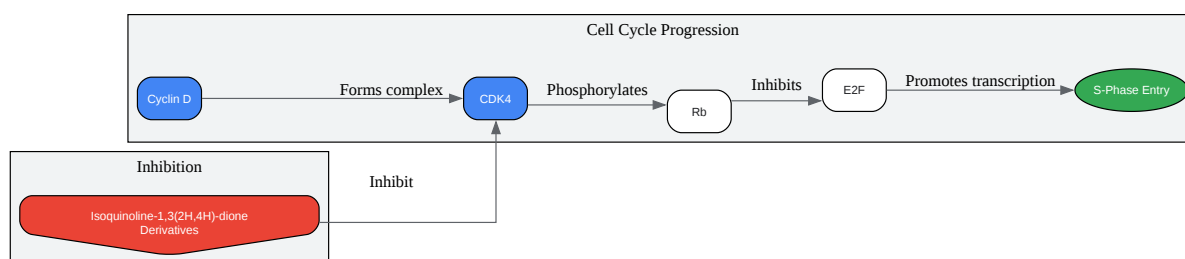 Cell Cycle Progression
Cyclin D
Forms complex
CDK4
Phosphorylates
Rb
Inhibits
E2F
Promotes transcription
S-Phase Entry
Inhibition
Inhibit
Isoquinoline-1,3(2H,4H)-dione
Derivatives